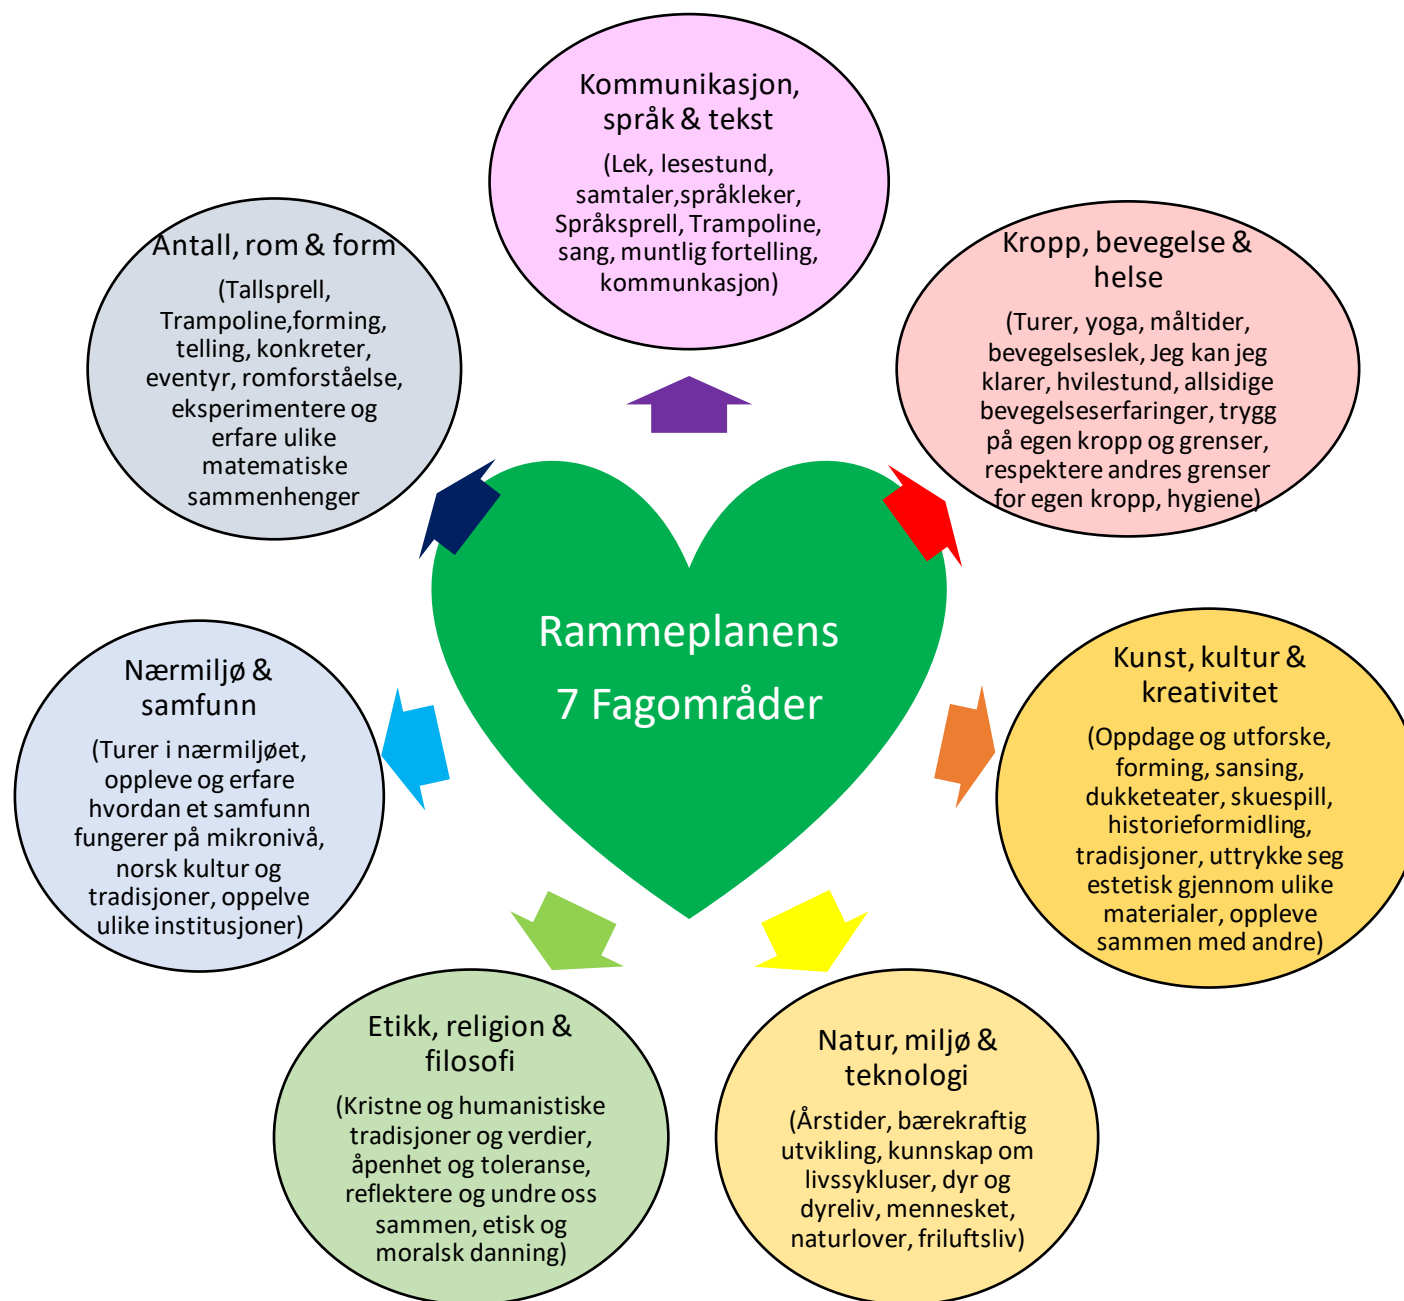 Kommunikasjon,
språk & tekst
(Lek, lesestund,
samtaler,språkleker,
Språksprell, Trampoline,
sang, muntlig fortelling,
kommunkasjon)
Kropp, bevegelse &
helse
(Turer, yoga, måltider,
bevegelseslek, Jeg kan jeg
klarer, hvilestund, allsidige
bevegelseserfaringer, trygg
på egen kropp og grenser,
respektere andres grenser
for egen kropp, hygiene)
Kunst, kultur &
kreativitet
(Oppdage og utforske,
forming, sansing,
dukketeater, skuespill,
historieformidling,
tradisjoner, uttrykke seg
estetisk gjennom ulike
materialer, oppleve
sammen med andre)
Natur, miljø &
teknologi
(Årstider, bærekraftig
utvikling, kunnskap om
livssykluser, dyr og
dyreliv, mennesket,
naturlover, friluftsliv)
Etikk, religion &
filosofi
(Kristne og humanistiske
tradisjoner og verdier,
åpenhet og toleranse,
reflektere og undre oss
sammen, etisk og
moralsk danning)
Nærmiljø &
samfunn
(Turer i nærmiljøet,
oppleve og erfare
hvordan et samfunn
fungerer på mikronivå,
norsk kultur og
tradisjoner, oppelve
ulike institusjoner)
Antall, rom & form
(Tallsprell,
Trampoline,forming,
telling, konkreter,
eventyr, romforståelse,
eksperimentere og
erfare ulike
matematiske
sammenhenger
Rammeplanens
7 Fagområder